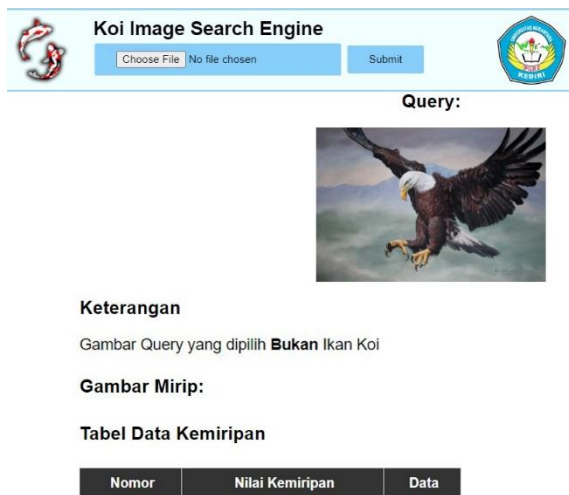 Koi Image Search Engine
Choose File No file chosen
Submit
KEDIRI
Query:
Keterangan
Gambar Query yang dipilih Bukan Ikan Koi
Gambar Mirip:
Tabel Data Kemiripan
Nomor Nilai Kemiripan Data